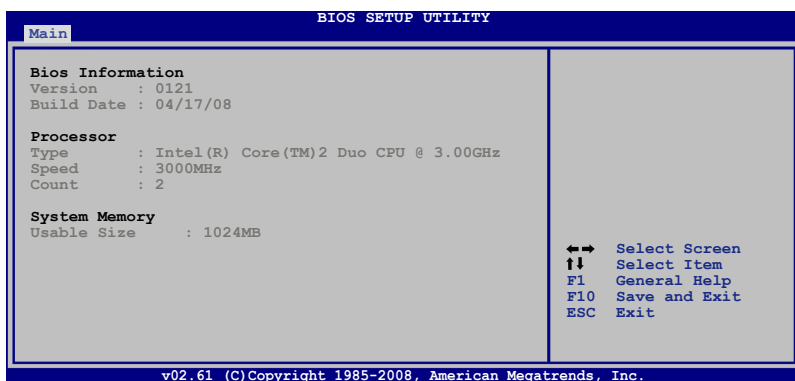 BIOS SETUP UTILITY
Main
Bios Information
Version : 0121
Build Date : 04/17/08
Processor
Type : Intel(R) Core(TM)2 Duo CPU @ 3.00GHz
Speed : 3000MHz
Count : 2
System Memory
Usable Size : 1024MB
←→ Select Screen
↑↓ Select Item
F1 General Help
F10 Save and Exit
ESC Exit
v02.61 (C)Copyright 1985-2008, American Megatrends, Inc.